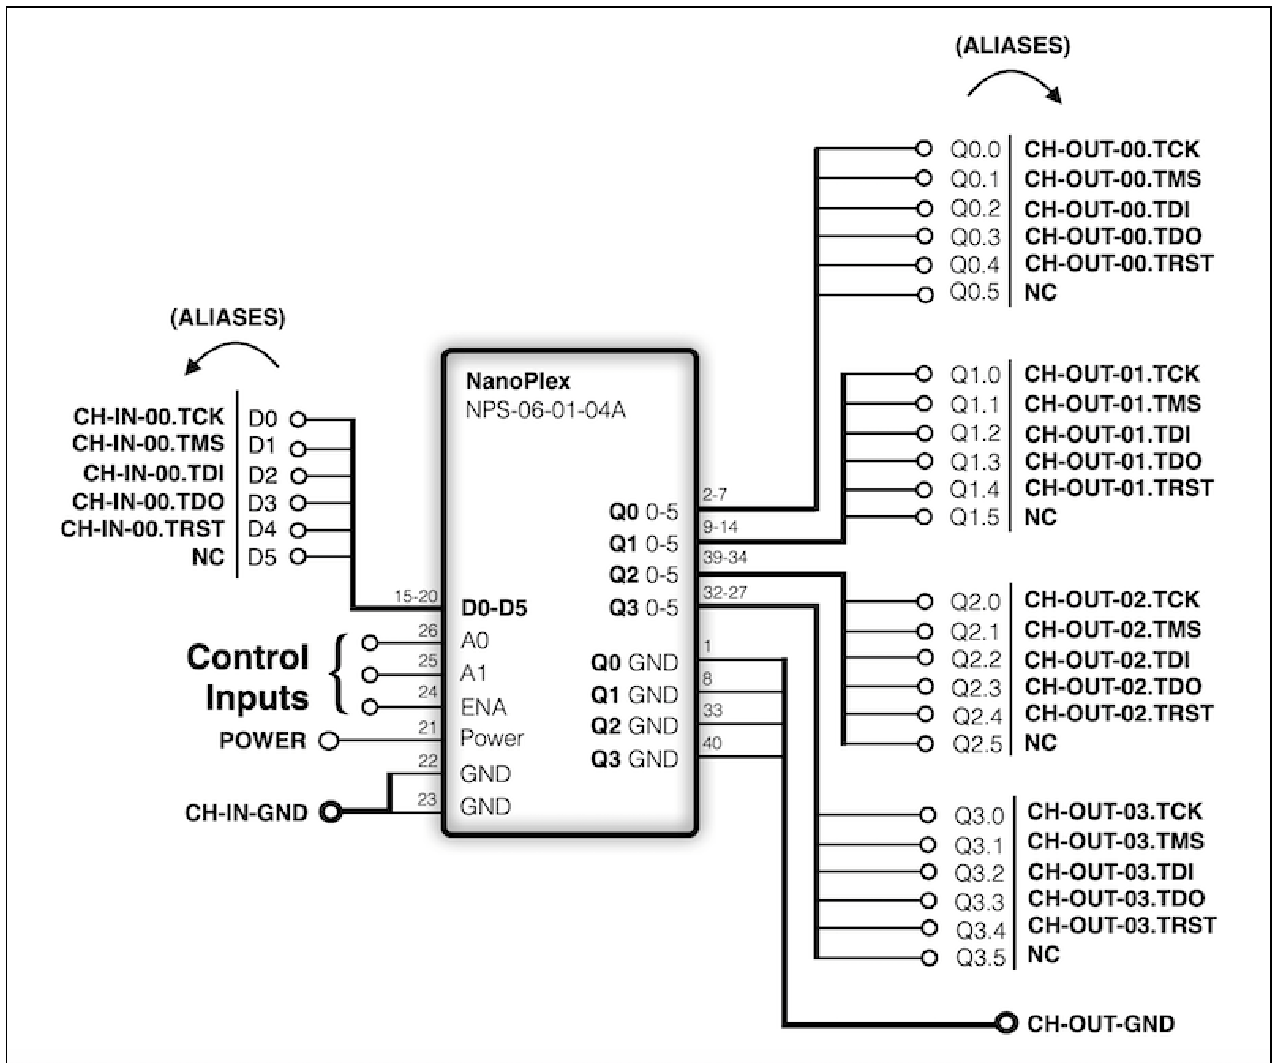 (ALIASES)
Q0.0 CH-OUT-00.TCK
Q0.1 CH-OUT-00.TMS
Q0.2 CH-OUT-00.TDI
Q0.3 CH-OUT-00.TDO
Q0.4 CH-OUT-00.TRST
Q0.5 NC
(ALIASES)
CH-IN-00.TCK D0
CH-IN-00.TMS D1
CH-IN-00.TDI D2
CH-IN-00.TDO D3
CH-IN-00.TRST D4
NC D5
NanoPlex
NPS-06-01-04A
Q1.0 CH-OUT-01.TCK
Q1.1 CH-OUT-01.TMS
Q1.2 CH-OUT-01.TDI
Q1.3 CH-OUT-01.TDO
Q1.4 CH-OUT-01.TRST
Q1.5 NC
Q0 0-5 2-7
Q1 0-5 9-14
Q2 0-5 39-34
Q3 0-5 32-27
15-20 D0-D5
Control
Inputs
26 A0
25 A1
24 ENA
POWER 21 Power
22 GND
CH-IN-GND 23 GND
Q0 GND 1
Q1 GND 8
Q2 GND 33
Q3 GND 40
Q2.0 CH-OUT-02.TCK
Q2.1 CH-OUT-02.TMS
Q2.2 CH-OUT-02.TDI
Q2.3 CH-OUT-02.TDO
Q2.4 CH-OUT-02.TRST
Q2.5 NC
Q3.0 CH-OUT-03.TCK
Q3.1 CH-OUT-03.TMS
Q3.2 CH-OUT-03.TDI
Q3.3 CH-OUT-03.TDO
Q3.4 CH-OUT-03.TRST
Q3.5 NC
CH-OUT-GND